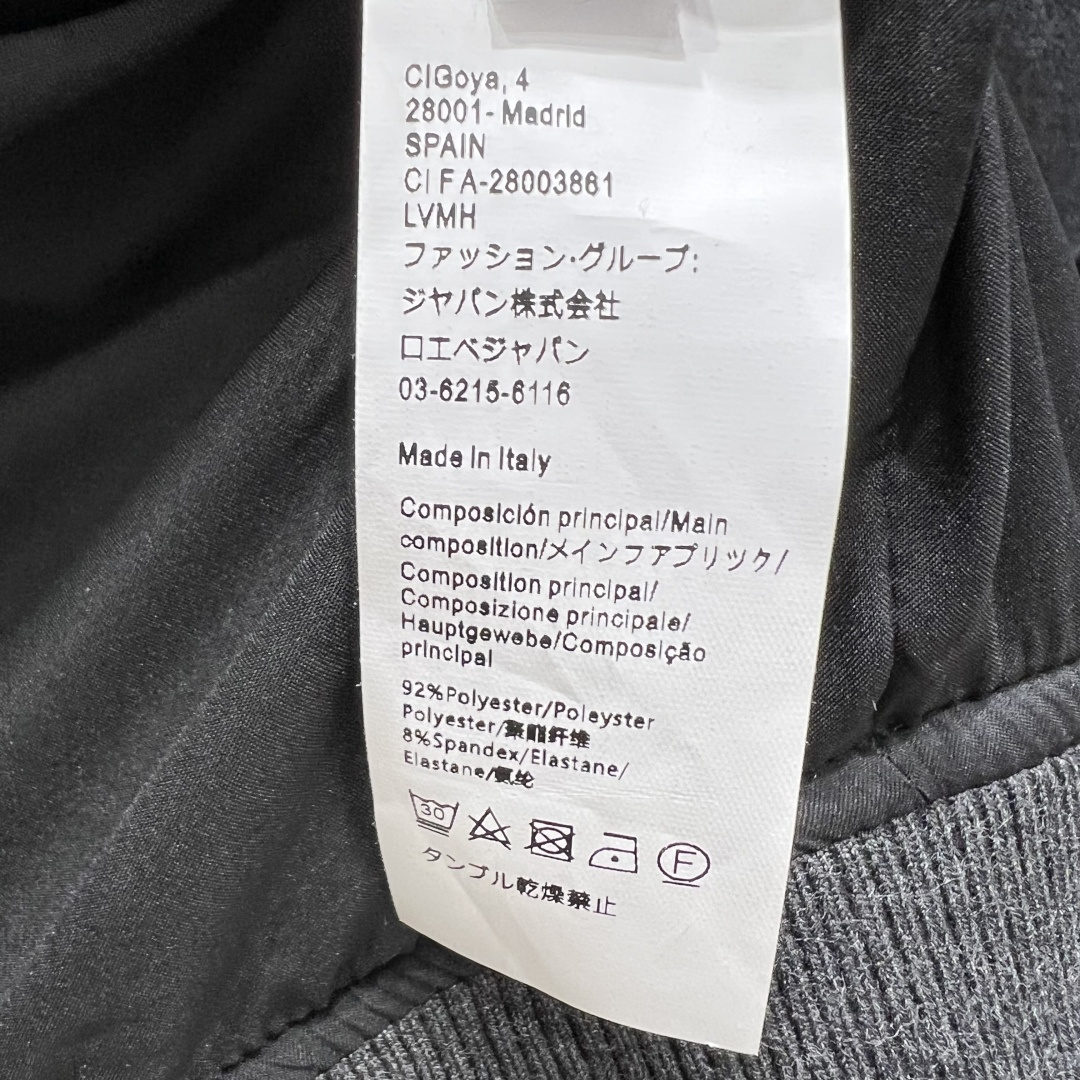 CIGoya, 4
28001- Madrid
SPAIN
CI F A-28003861
LVMH
ファッション·グループ:
ジヤパン株式会社
口エベジャパン
03-6215-6116
Made In Italy
Composición principal/Main
composition/メインファブリック/
Composition principal/
Composizione principale/
Hauptgewebe/Composição
principal
92%Polyester/Poleyster
Polyester/聚酯纤维
8%Spandex/Elastane/
Elastane/氨纶
30
F
タンブル乾燥禁止